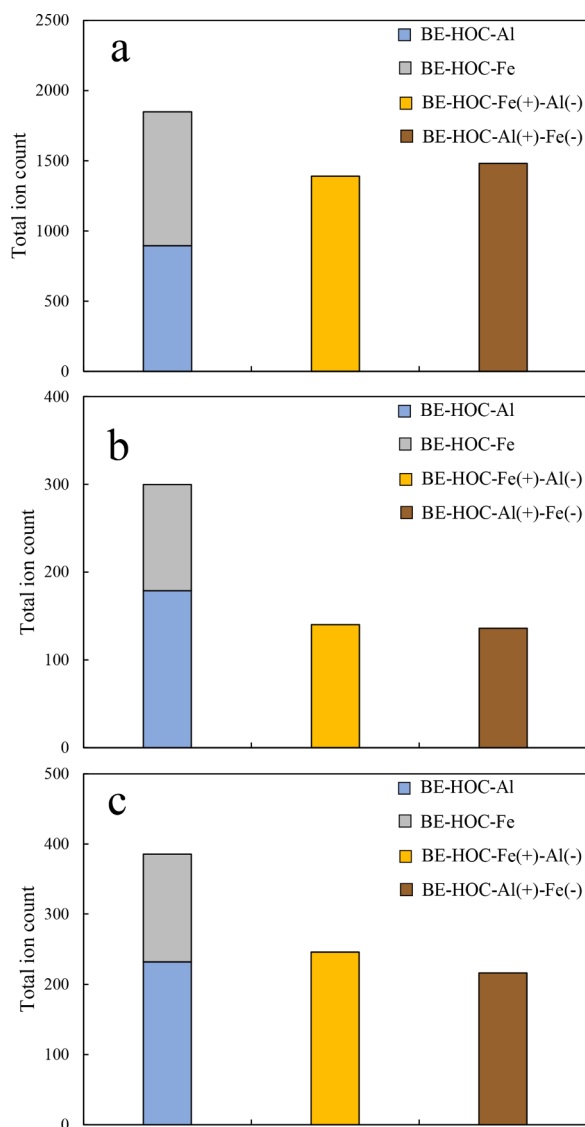 a
Total ion count
2500
2000
1500
1000
500
0
BE-HOC-Al
BE-HOC-Fe
BE-HOC-Fe(+)-Al(-)
BE-HOC-Al(+)-Fe(-)
b
Total ion count
400
300
200
100
0
BE-HOC-Al
BE-HOC-Fe
BE-HOC-Fe(+)-Al(-)
BE-HOC-Al(+)-Fe(-)
c
Total ion count
500
400
300
200
100
0
BE-HOC-Al
BE-HOC-Fe
BE-HOC-Fe(+)-Al(-)
BE-HOC-Al(+)-Fe(-)